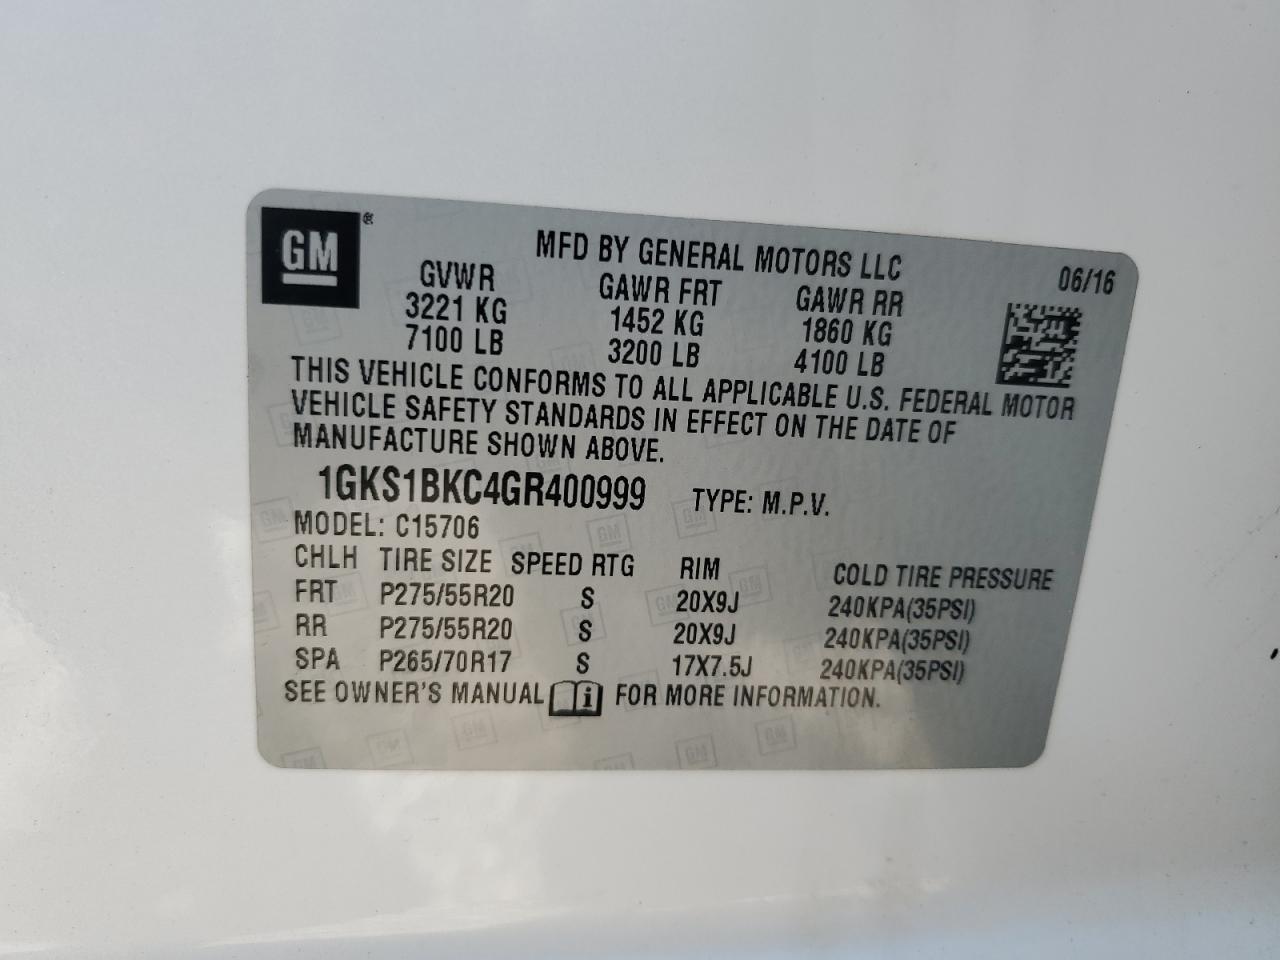 GM ®
MFD BY GENERAL MOTORS LLC 06/16
GVWR GAWR FRT GAWR RR
3221 KG 1452 KG 1860 KG
7100 LB 3200 LB 4100 LB
THIS VEHICLE CONFORMS TO ALL APPLICABLE U.S. FEDERAL MOTOR
VEHICLE SAFETY STANDARDS IN EFFECT ON THE DATE OF
MANUFACTURE SHOWN ABOVE.
1GKS1BKC4GR400999 TYPE: M.P.V.
MODEL: C15706
CHLH TIRE SIZE SPEED RTG RIM COLD TIRE PRESSURE
FRT P275/55R20 S 20X9J 240KPA(35PSI)
RR P275/55R20 S 20X9J 240KPA(35PSI)
SPA P265/70R17 S 17X7.5J 240KPA(35PSI)
SEE OWNER'S MANUAL i FOR MORE INFORMATION.